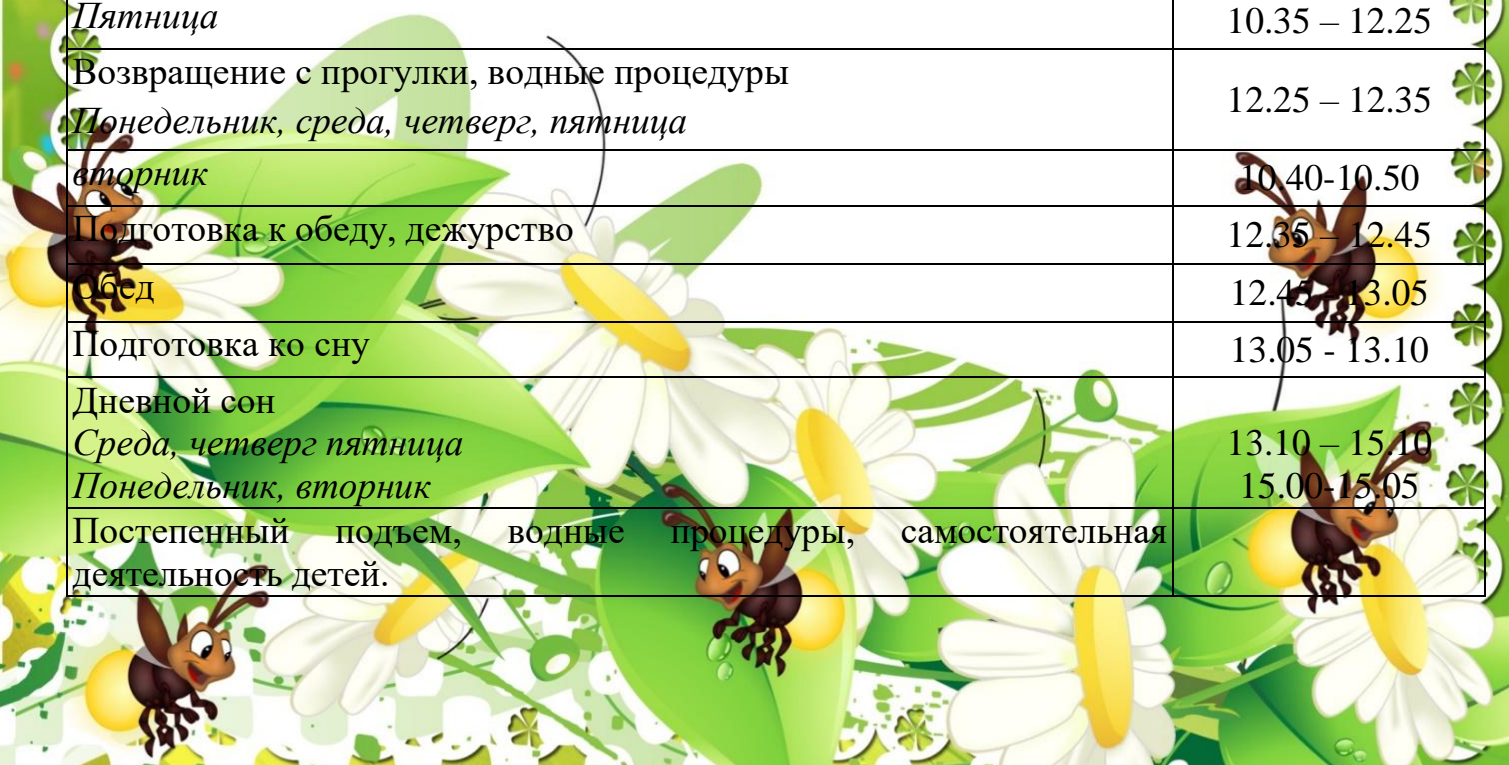 Пятница
10.35 – 12.25
Возвращение с прогулки, водные процедуры
Понедельник, среда, четверг, пятница
12.25 – 12.35
вторник
10.40-10.50
Подготовка к обеду, дежурство
12.35 – 12.45
Обед
12.45 - 13.05
Подготовка ко сну
13.05 - 13.10
Дневной сон
Среда, четверг пятница
13.10 – 15.10
Понедельник, вторник
15.00-15.05
Постепенный подъем, водные процедуры, самостоятельная
деятельность детей.